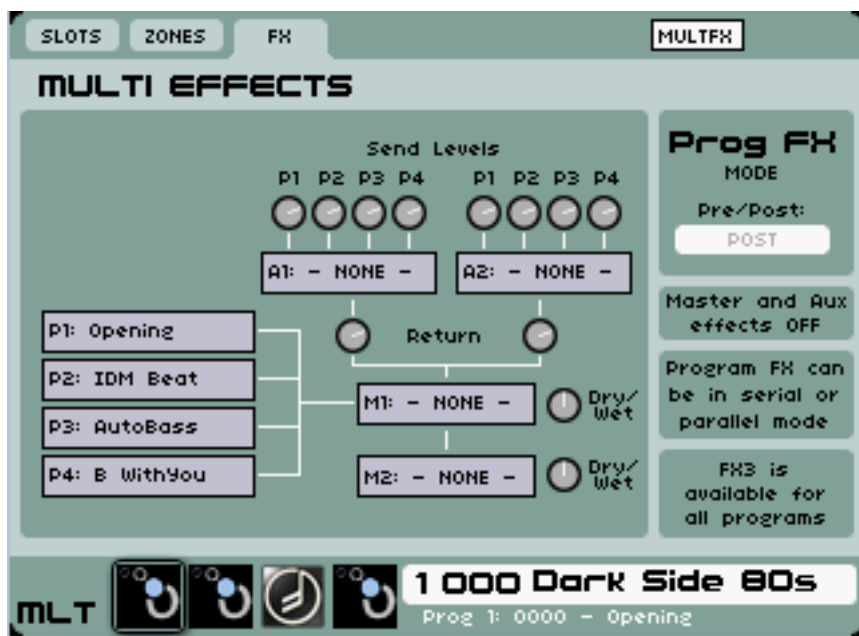 SLOTS ZONES FX MULTFX
MULTI EFFECTS
Send Levels
P1 P2 P3 P4 P1 P2 P3 P4
A1: - NONE - A2: - NONE -
Return
P1: Opening
P2: IDM Beat
P3: AutoBass
P4: B WithYou
M1: - NONE - Dry/
Wet
M2: - NONE - Dry/
Wet
Prog FX
MODE
Pre/Post:
POST
Master and Aux
effects OFF
Program FX can
be in serial or
parallel mode
FX3 is
available for
all programs
MLT
1 000 Dark Side 80s
Prog 1: 0000 - Opening